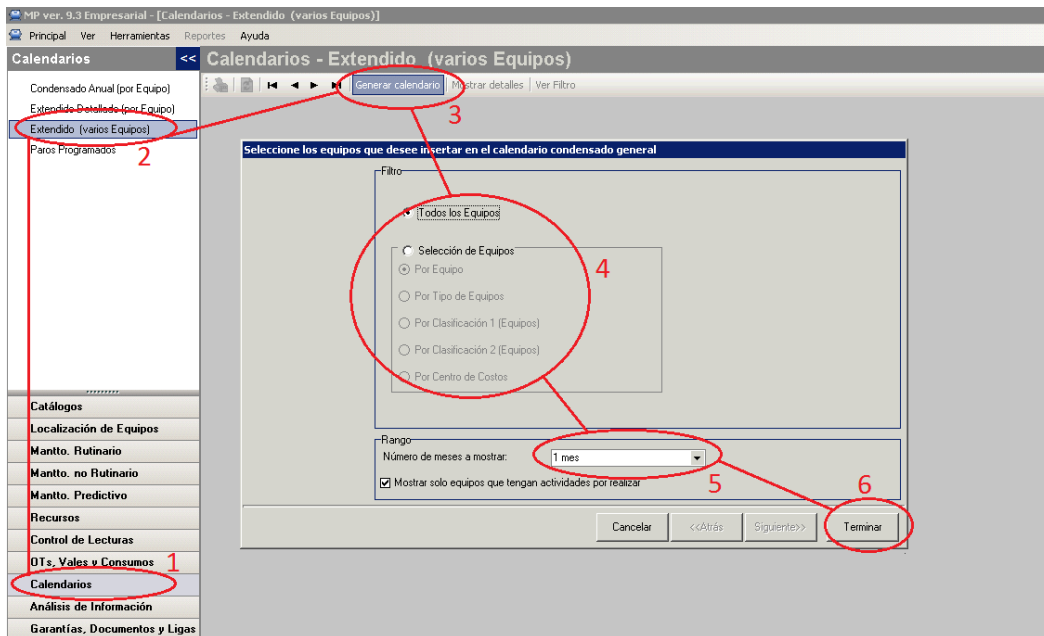 MP ver. 9.3 Empresarial - [Calendarios - Extendido (varios Equipos)]
Principal Ver Herramientas Reportes Ayuda
Calendarios <<
Calendarios - Extendido (varios Equipos)
Generar calendario Mostrar detalles Ver Filtro
3
Condensado Anual (por Equipo)
Extendido Detallado (por Equipo)
Extendido (varios Equipos)
2
Paros Programados
Seleccione los equipos que desee insertar en el calendario condensado general
Filtro
Todos los Equipos
Selección de Equipos
4
Por Equipo
Por Tipo de Equipos
Por Clasificación 1 (Equipos)
Por Clasificación 2 (Equipos)
Por Centro de Costos
Rango
Número de meses a mostrar: 1 mes
5
Mostrar solo equipos que tengan actividades por realizar
6
Cancelar <<Atrás Siguiente>> Terminar
Catálogos
Localización de Equipos
Mantto. Rutinario
Mantto. no Rutinario
Mantto. Predictivo
Recursos
Control de Lecturas
OTs, Vales y Consumos
1
Calendarios
Análisis de Información
Garantías, Documentos y Ligas